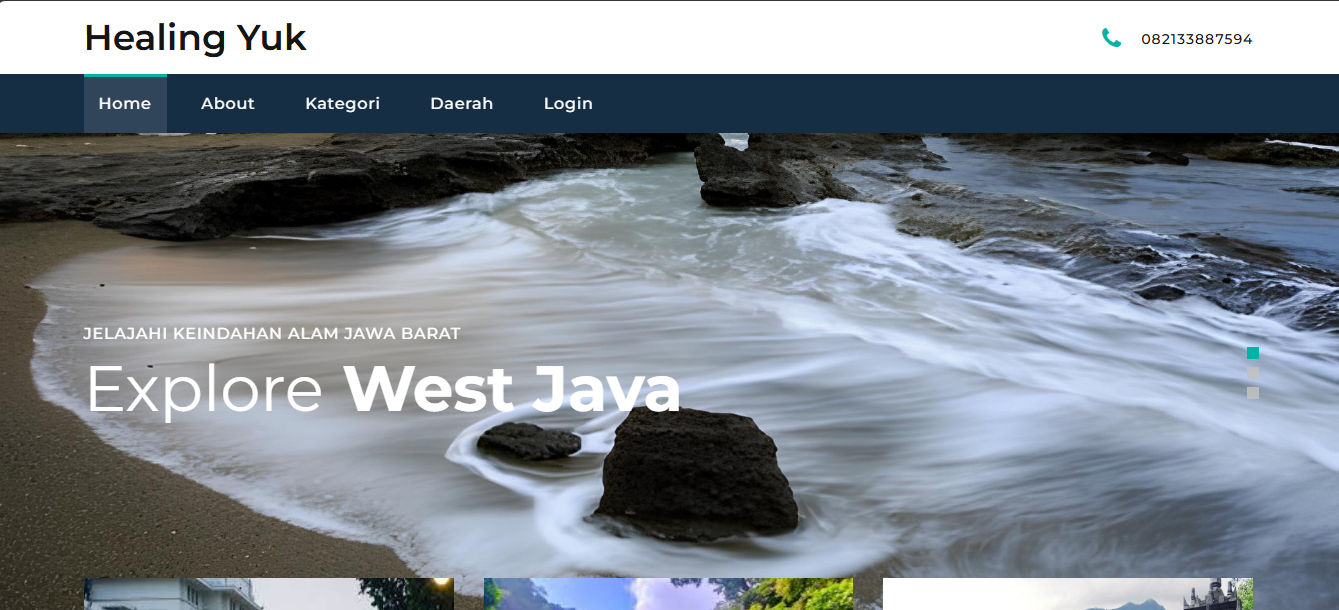 Healing Yuk
082133887594
Home About Kategori Daerah Login
JELAJAHI KEINDAHAN ALAM JAWA BARAT
Explore West Java